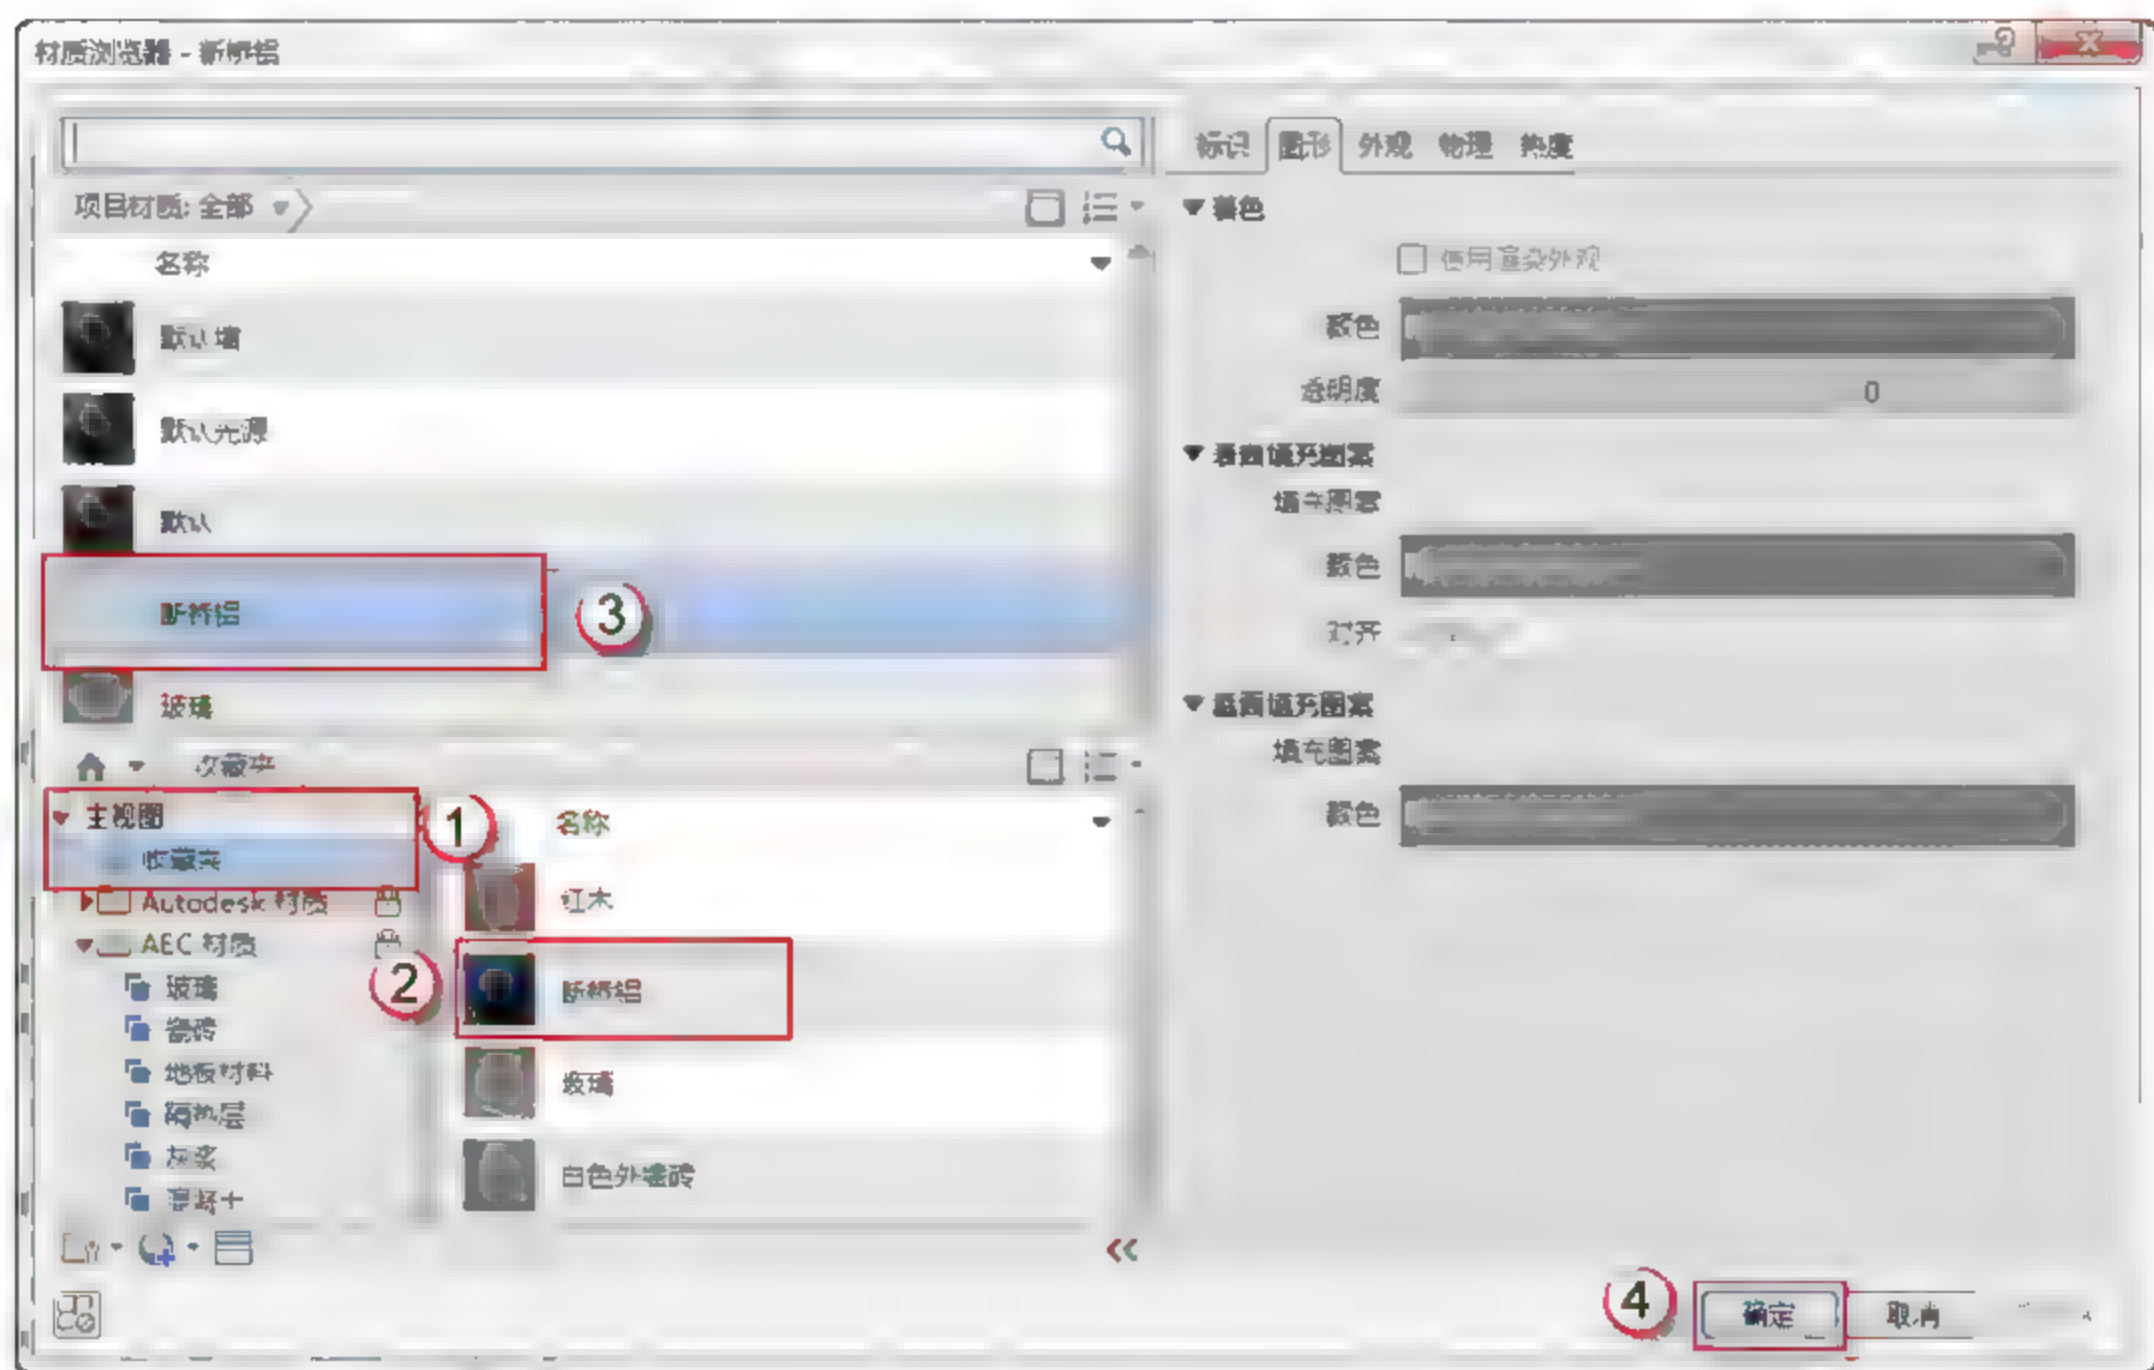 材质浏览器 - 断桥铝
项目材质: 全部
名称
默认墙
默认光源
默认
断桥铝
③
玻璃
收藏夹
主视图
收藏夹
①
Autodesk 材质
AEC 材质
玻璃
瓷砖
地板材料
隔热层
灰浆
混凝土
名称
红木
②
断桥铝
玻璃
白色外墙砖
标识 图形 外观 物理 热度
着色
使用渲染外观
颜色
透明度 0
表面填充图案
填充图案
颜色
对齐
截面填充图案
填充图案
颜色
④
确定 取消